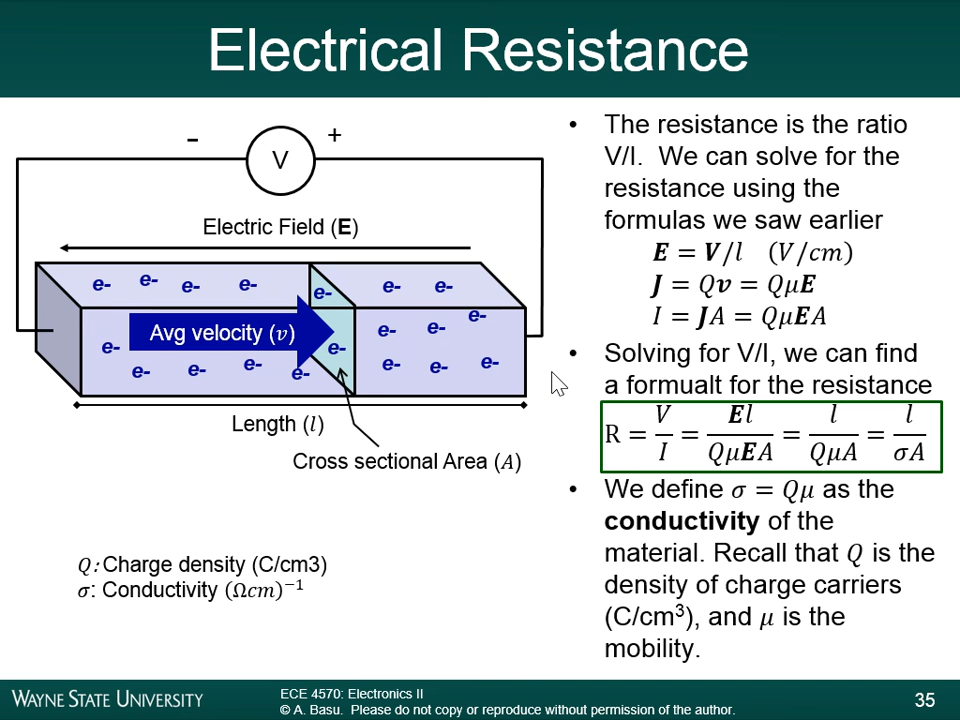 Electrical Resistance
-
+
V
Electric Field (E)
e- e- e- e- e- e- e-
e-
e- e-
Avg velocity (v)
e- e-
e- e- e- e- e- e- e-
Length (l)
Cross sectional Area (A)
Q: Charge density (C/cm3)
σ: Conductivity (Ωcm)⁻¹
• The resistance is the ratio
V/I. We can solve for the
resistance using the
formulas we saw earlier
E = V/l (V/cm)
J = Qv = QμE
I = JA = QμEA
• Solving for V/I, we can find
a formualt for the resistance
R = V/I = El/QμEA = l/QμA = l/σA
• We define σ = Qμ as the
conductivity of the
material. Recall that Q is the
density of charge carriers
(C/cm³), and μ is the
mobility.
WAYNE STATE UNIVERSITY
ECE 4570: Electronics II
© A. Basu. Please do not copy or reproduce without permission of the author.
35